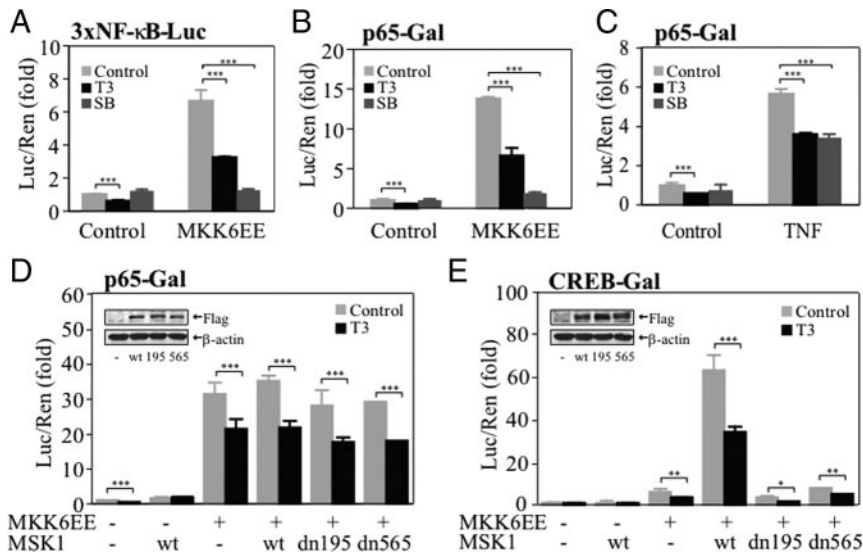 A
3xNF-κB-Luc
Luc/Ren (fold)
10
8
6
4
2
0
Control
T3
SB
***
***
***
Control
MKK6EE
B
p65-Gal
Luc/Ren (fold)
20
15
10
5
0
Control
T3
SB
***
***
***
Control
MKK6EE
C
p65-Gal
Luc/Ren (fold)
8
6
4
2
0
Control
T3
SB
***
***
***
Control
TNF
D
p65-Gal
Luc/Ren (fold)
60
50
40
30
20
10
0
←Flag
←β-actin
- wt 195 565
Control
T3
***
***
***
***
***
MKK6EE - - + + + +
MSK1 - wt - wt dn195 dn565
E
CREB-Gal
Luc/Ren (fold)
100
80
60
40
20
0
←Flag
←β-actin
- wt 195 565
Control
T3
**
***
*
**
MKK6EE - - + + + +
MSK1 - wt - wt dn195 dn565